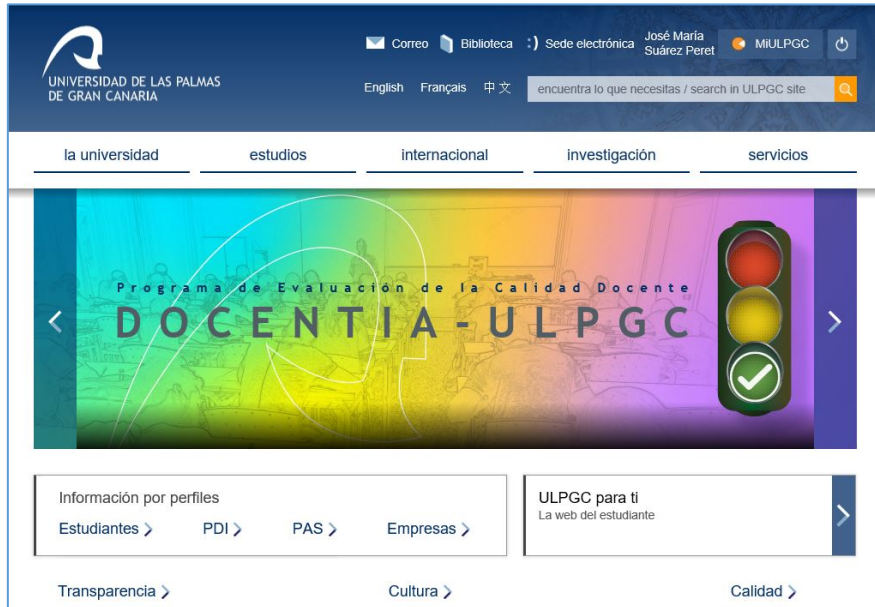 Correo Biblioteca :) Sede electrónica José María
Suárez Peret MiULPGC
UNIVERSIDAD DE LAS PALMAS
DE GRAN CANARIA
English Français 中文 encuentra lo que necesitas / search in ULPGC site
la universidad estudios internacional investigación servicios
Programa de Evaluación de la Calidad Docente
DOCENTIA-ULPGC
Información por perfiles
Estudiantes PDI PAS Empresas
ULPGC para ti
La web del estudiante
Transparencia Cultura Calidad